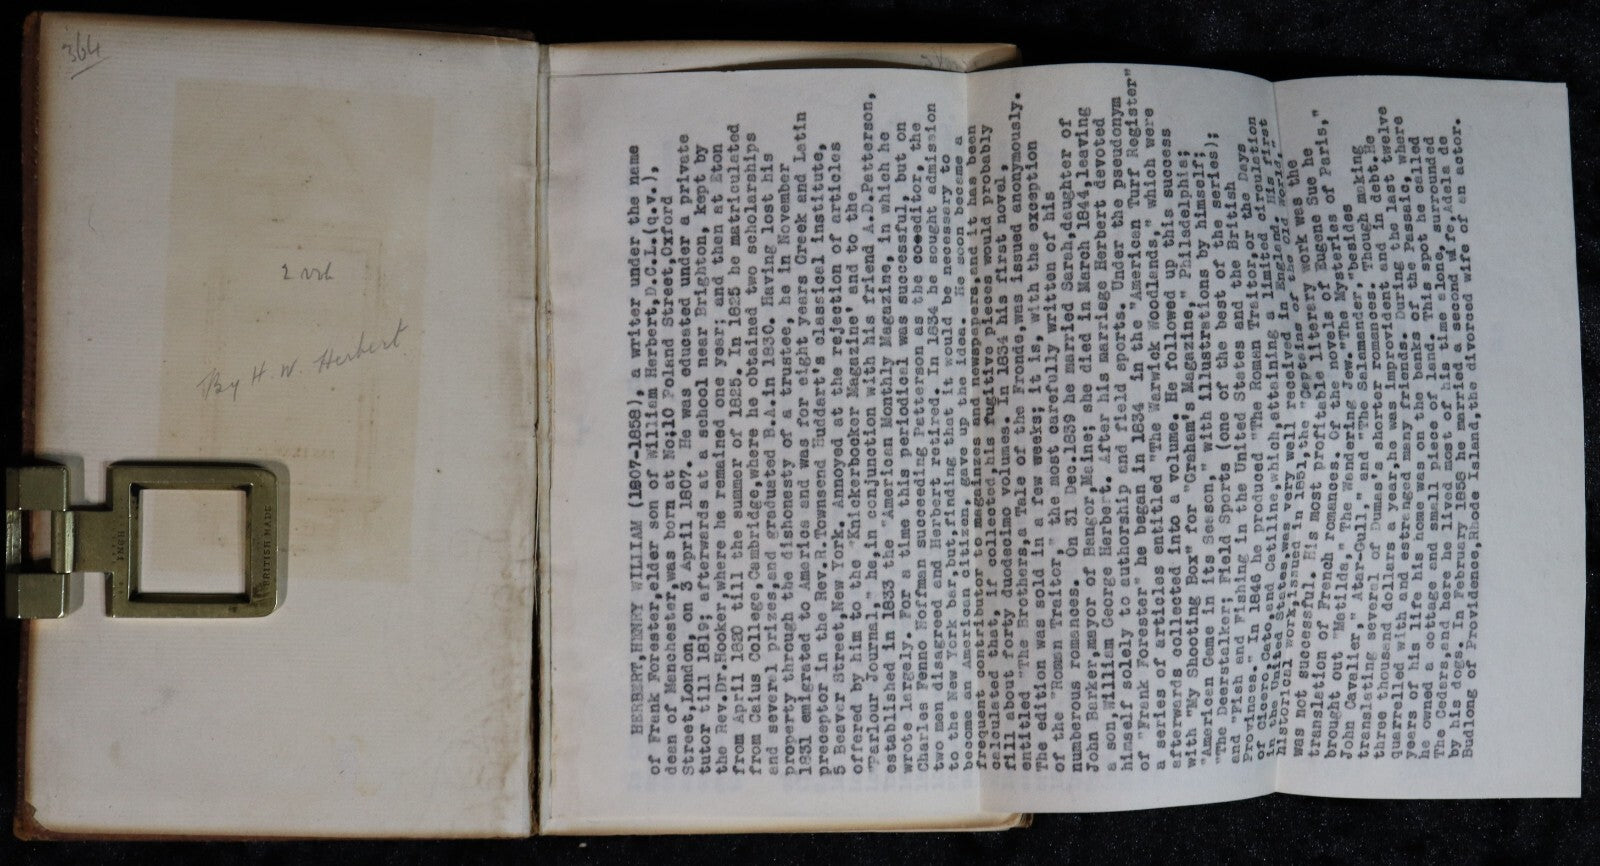 364
2 vols
By H. W. Herbert
INCH
BRITISH MADE
HERBERT,HENRY WILLIAM (1807-1858), a writer under the name
of Frank Forester,elder son of William Herbert,D.C.L.(q.v.),
dean of Manchester,was born at No:10 Poland Street,Oxford
Street,London, on 3 April 1807. He was educated under a private
tutor till 1819; afterwards at a school near Brighton, kept by
the Rev.Dr.Hooker where he remained one year; and then at Eton
from April 1820 till the summer of 1825. In 1825 he matriculated
from Caius College,Cambridge,where he obtained two scholarships
and several prizes,and graduated B.A.in 1830. Having lost his
property through the dishonesty of a trustee, he in November
1831 emigrated to America and was for eight years Greek and Latin
preceptor in the Rev.R.Townsend Huddart's classical institute,
5 Beaver Street,New York. Annoyed at the rejection of articles
offered by him to the 'Knickerbocker Magazine' and to the
"Parlour Journal," he,in conjunction with his friend A.D.Patterson,
established in 1833 the "American Monthly Magazine, in which he
wrote largely. For a time this periodical was successful, but on
Charles Fenno Hoffman succeeding Patterson as the coeditor, the
two men disagreed and Herbert retired. In 1834 he sought admission
to the New York bar but,finding that it would be necessary to
become an American citizen, gave up the idea. He soon became a
frequent contributor to magazines and newspapers,and it has been
calculated that, if collected,his fugitive pieces would probably
fill about forty duodecimo volumes. In 1834 his first novel,
entitled "The Brothers,a Tale of the Fronde,was issued anonymously.
The edition was sold in a few weeks; it is, with the exception
of the "Roman Traitor," the most carefully written of his
numerous romances. On 31 Dec.1839 he married Sarah,daughter of
John Barker,mayor of Bangor,Maine; she died in March 1844,leaving
a son,William George Herbert. After his marriage Herbert devoted
himself solely to authorship and field sports. Under the pseudonym
of "Frank Forester" he began in 1834 in the "American Turf Register"
a series of articles entitled "The Warwick Woodlands," which were
afterwards collected into a volume. He followed up this success
with "My Shooting Box" for "Graham's Magazine," Philadelphia;
"American Game in its Season," with illustrations by himself;
"The Deerstaker; Field Sports (one of the best of the series);
and "Fish and Fishing in the United States and the British
Provinces." In 1846 he produced "The Roman Traitor,or the Days
of Cicero,Cato,and Catiline,which,attaining a limited circulation
in the United States,was very well received in England. His first
historical work,issued in 1851,the "Captains of the Old World,"
was not successful. His most profitable literary work was the
translation of French romances. Of the novels of Eugene Sue he
brought out "Matilda," "The Wandering Jew. "The Mysteries of Paris,"
John Cavalier," Atar-Gull," and "The Salamander,"besides
translating several of Dumas's shorter romances. Though making
three thousand dollars a year,he was improvident and in debt.He
quarrelled with and estranged many friends. During the last twelve
years of his life his home was on the banks of the Passaic, where
he owned a cottage and small piece of land. This spot he called
The Cedars,and here he lived most of his time alone, surrounded
by his dogs. In February 1858 he married a second wife,Adela de
Budlong of Providence,Rhode Island,the divorced wife of an actor.